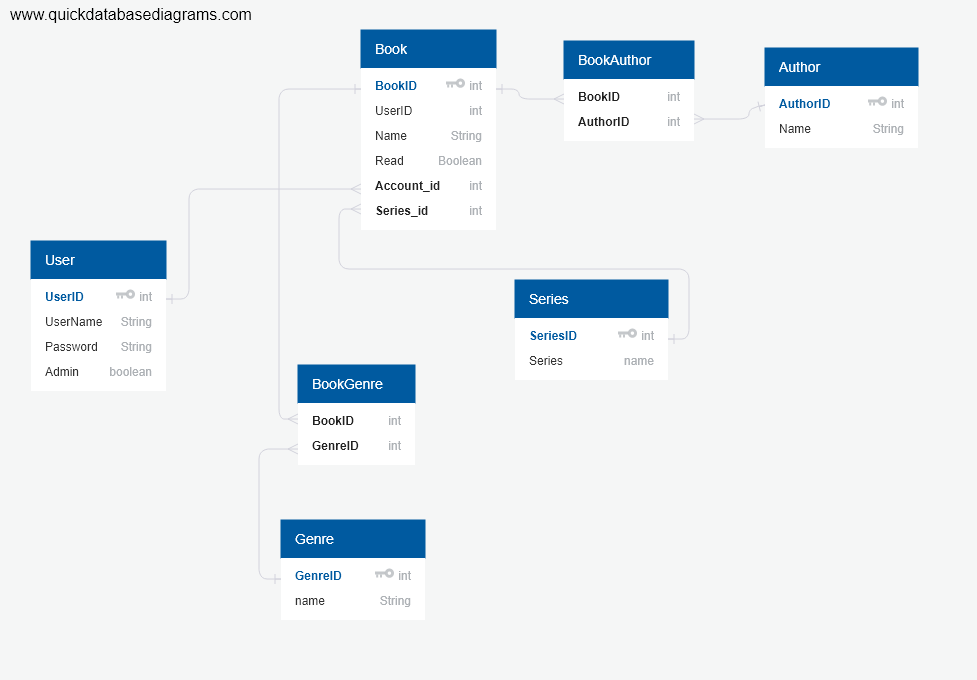 www.quickdatabasediagrams.com
Book
BookID int
UserID int
Name String
Read Boolean
Account_id int
Series_id int
BookAuthor
BookID int
AuthorID int
Author
AuthorID int
Name String
User
UserID int
UserName String
Password String
Admin boolean
Series
SeriesID int
Series name
BookGenre
BookID int
GenreID int
Genre
GenreID int
name String